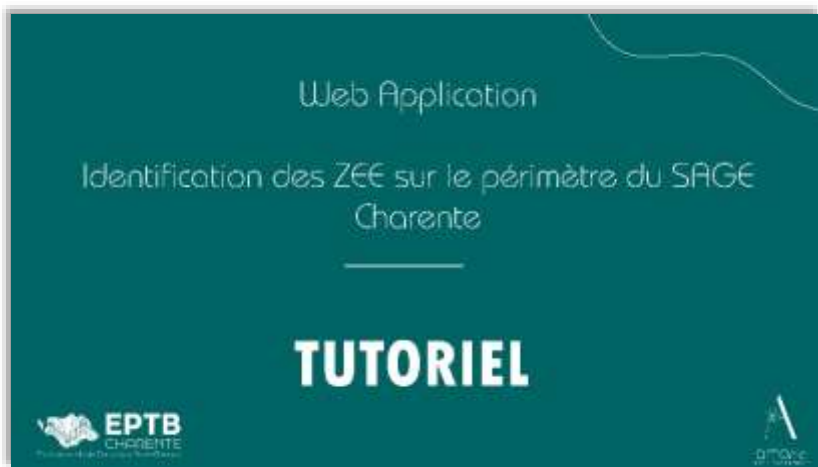 Web Application
Identification des ZEE sur le périmètre du SAGE
Charente
TUTORIEL
EPTB
CHARENTE